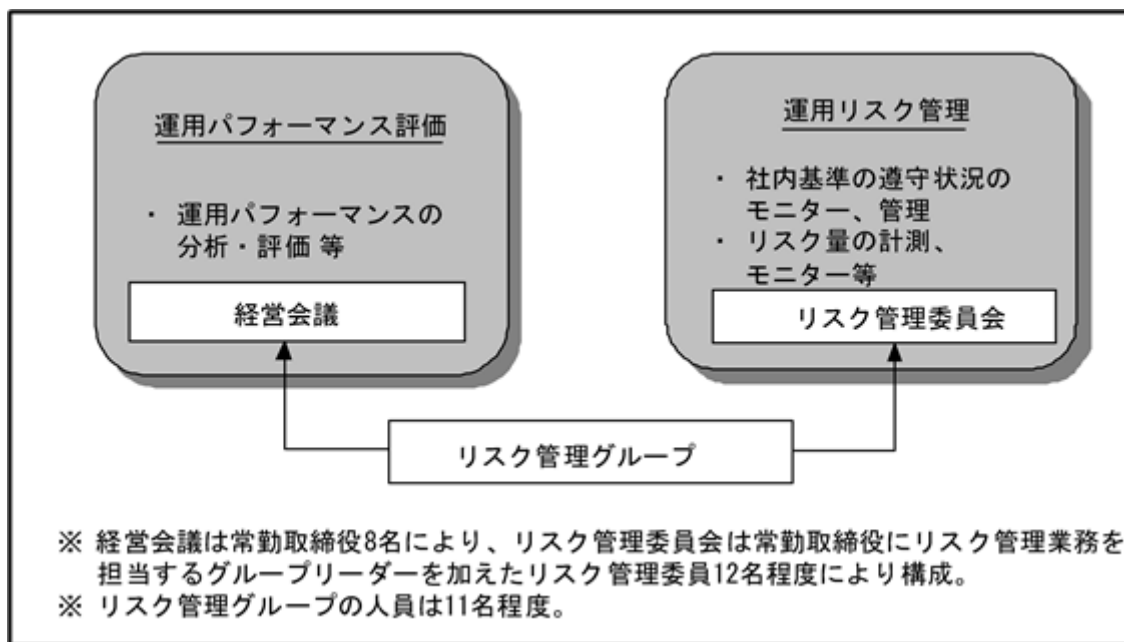 運用パフォーマンス評価
・ 運用パフォーマンスの
分析・評価 等
経営会議
運用リスク管理
・ 社内基準の遵守状況の
モニター、管理
・ リスク量の計測、
モニター等
リスク管理委員会
リスク管理グループ
※ 経営会議は常勤取締役8名により、リスク管理委員会は常勤取締役にリスク管理業務を
担当するグループリーダーを加えたリスク管理委員12名程度により構成。
※ リスク管理グループの人員は11名程度。